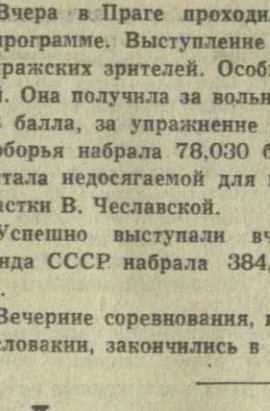 Вчера в Праге проходи
программе. Выступление
пражских зрителей. Особ
й. Она получила за вольн
балла, за упражнение
оборья набрала 78,030 б
стала недосягаемой для
астки В. Чеславской.
Успешно выступали вч
нда СССР набрала 384,
.
Вечерние соревнования,
словакии, закончились в